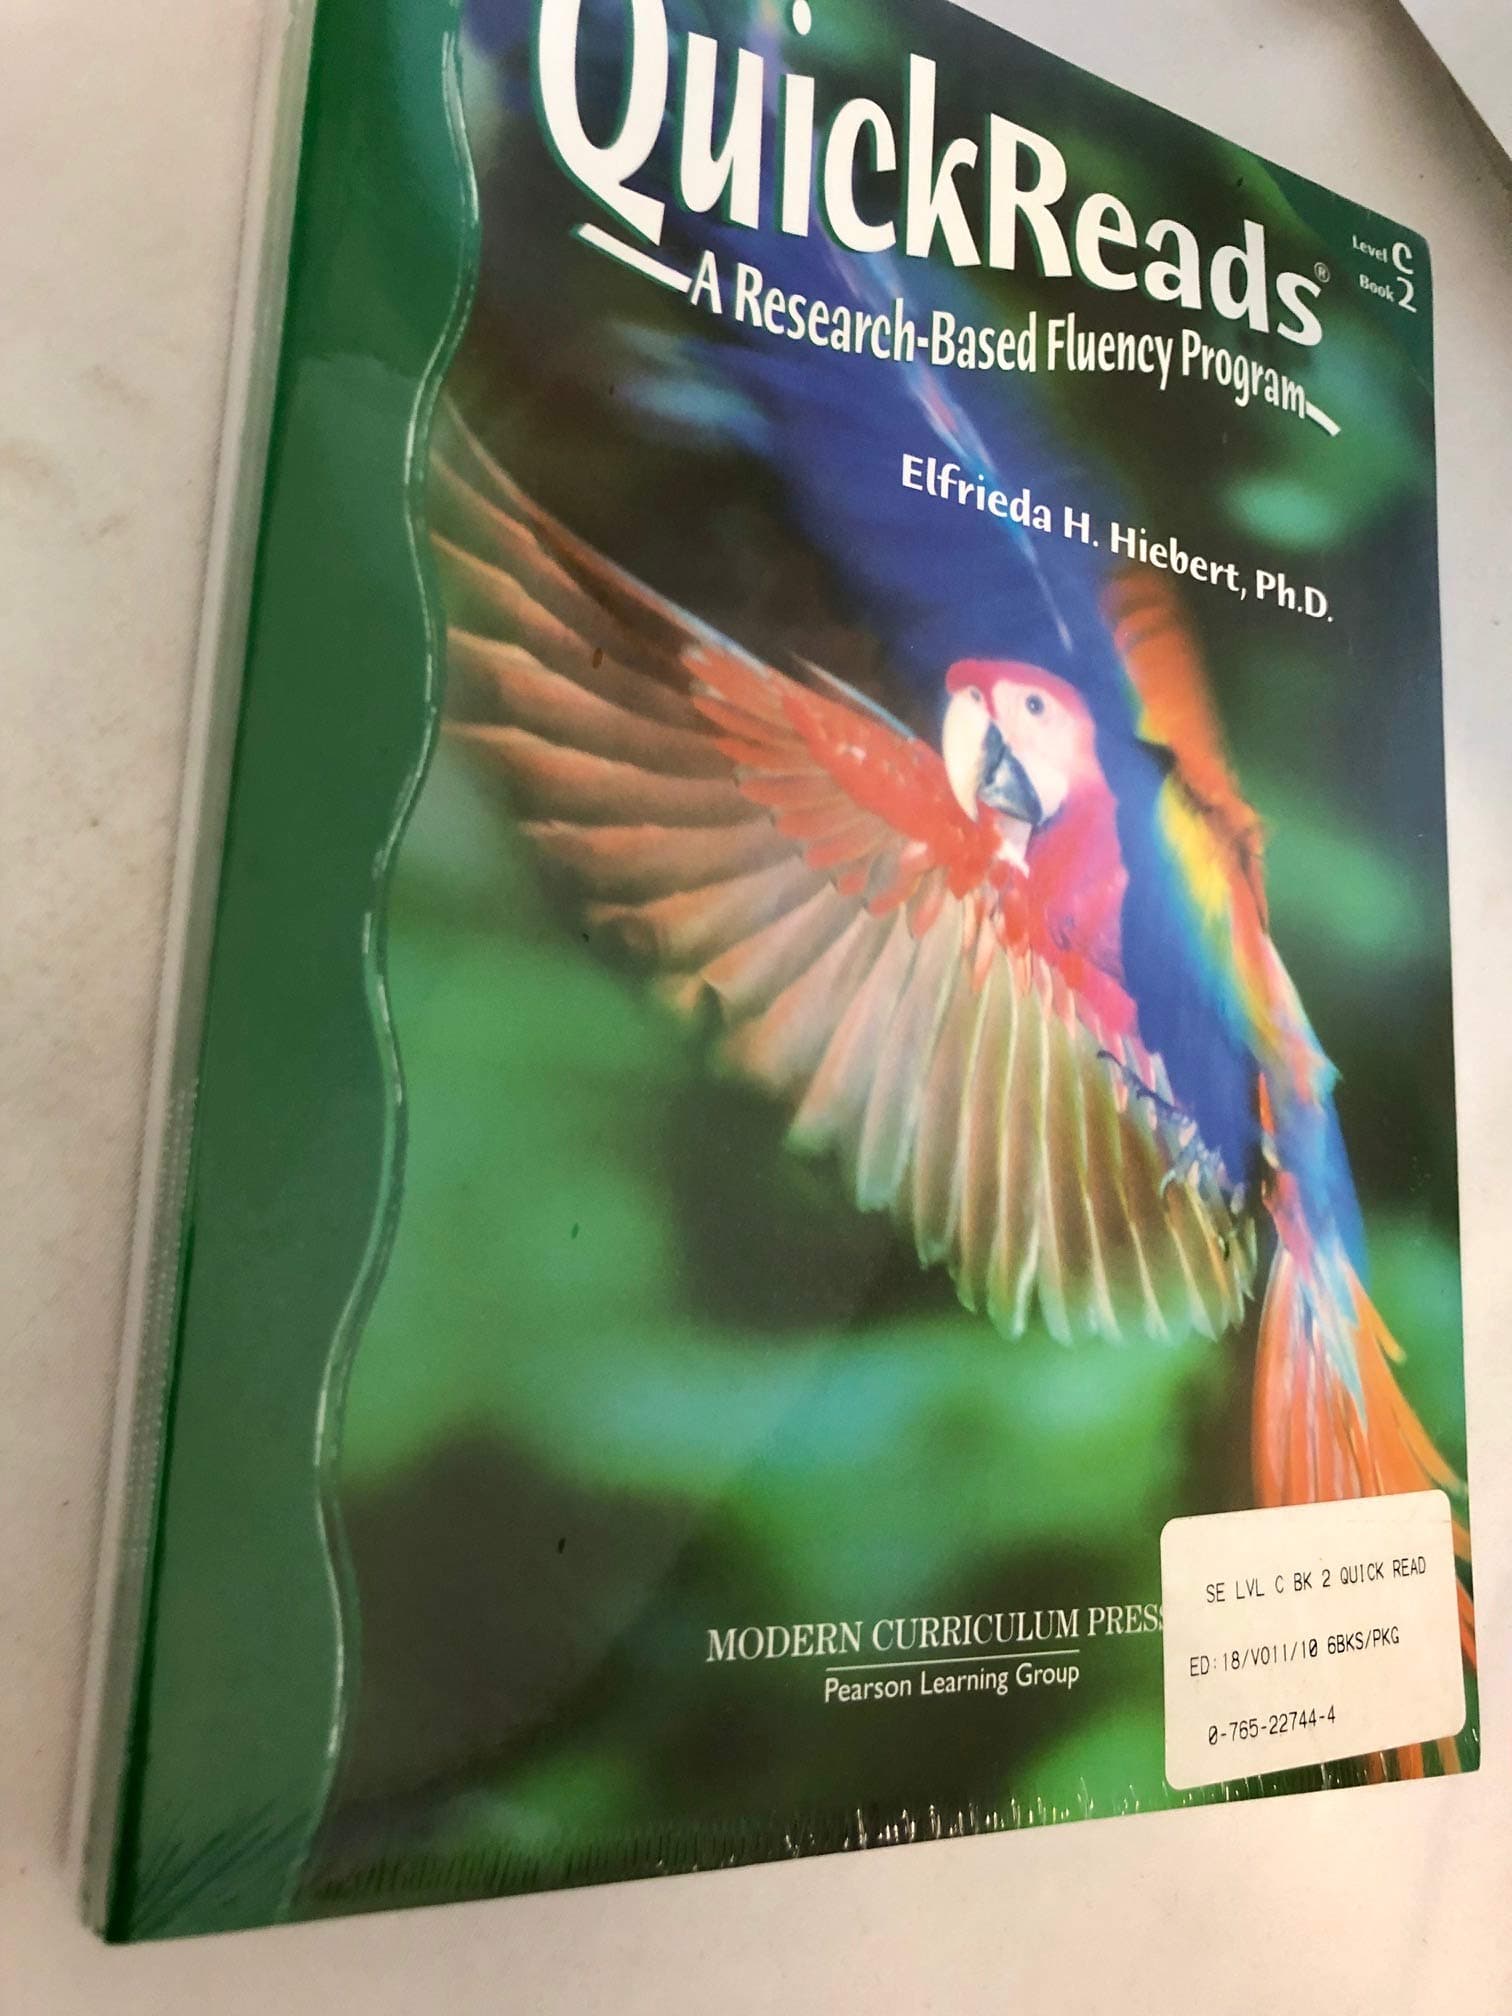 QuickReads®
Level C
Book 2
A Research-Based Fluency Program
Elfrieda H. Hiebert, Ph.D.
MODERN CURRICULUM PRESS
Pearson Learning Group
SE LVL C BK 2 QUICK READ
ED:18/V011/10 6BKS/PKG
0-765-22744-4